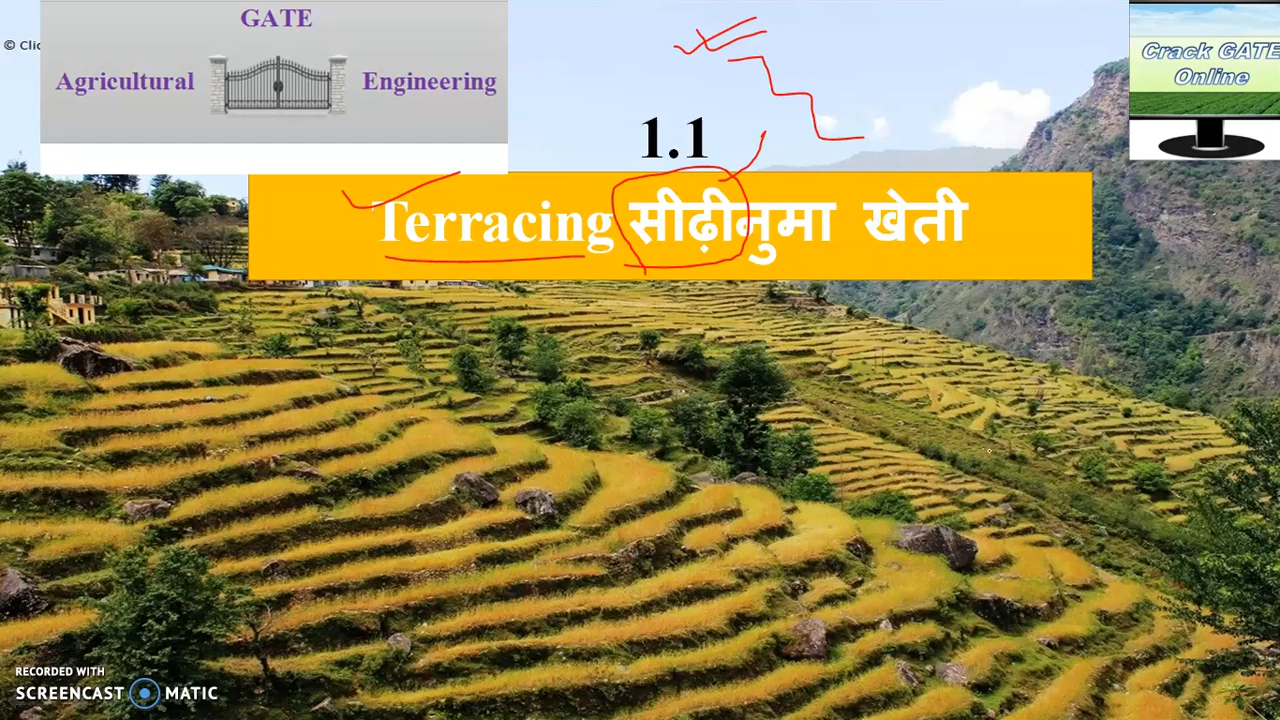 GATE
Agricultural Engineering
© Clic
Crack GATE
Online
1.1
Terracing सीढ़ीनुमा खेती
RECORDED WITH
SCREENCAST MATIC